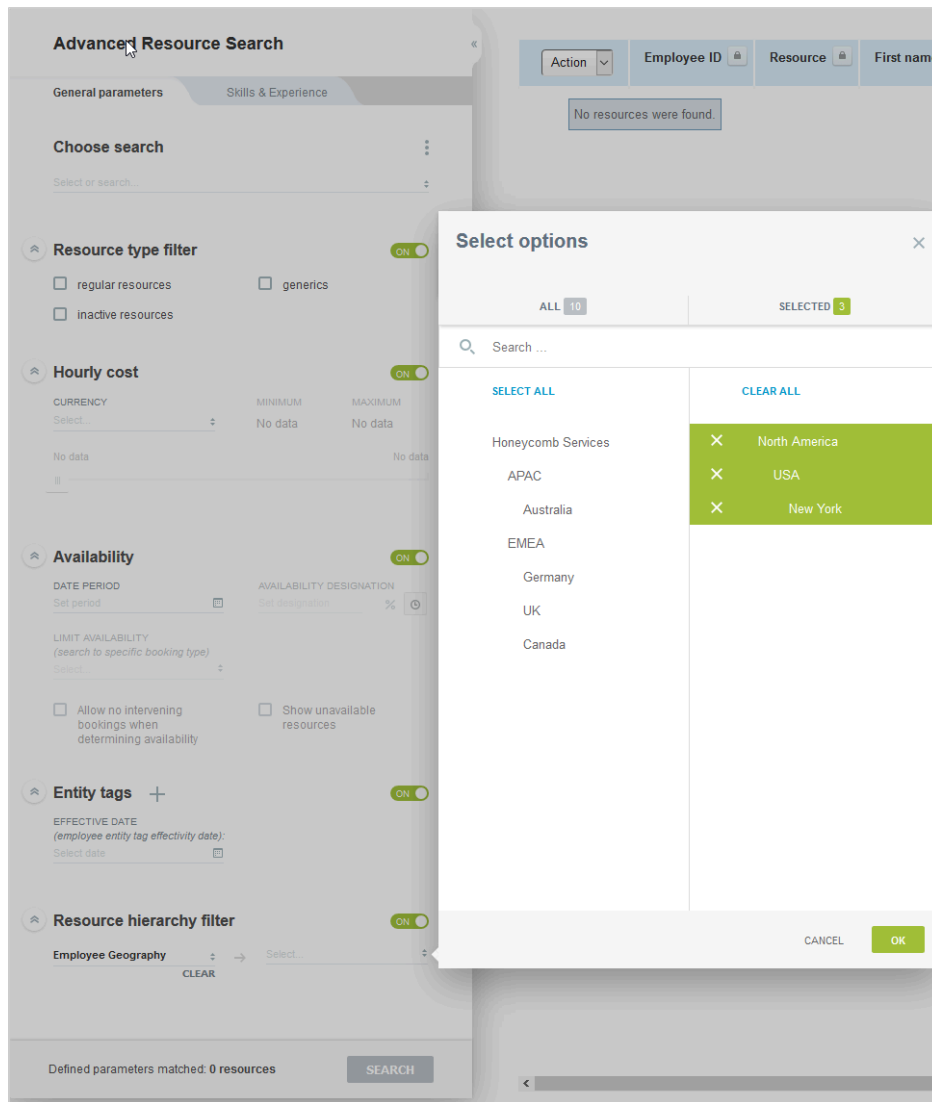 Advanced Resource Search
«
General parameters
Skills & Experience
Choose search
Select or search...
Resource type filter
ON
regular resources
generics
inactive resources
Hourly cost
ON
CURRENCY
MINIMUM
MAXIMUM
Select...
No data
No data
No data
No data
Availability
ON
DATE PERIOD
AVAILABILITY DESIGNATION
Set period
Set designation
%
LIMIT AVAILABILITY
(search to specific booking type)
Select...
Allow no intervening
bookings when
determining availability
Show unavailable
resources
Entity tags
ON
EFFECTIVE DATE
(employee entity tag effectivity date):
Select date
Resource hierarchy filter
ON
Employee Geography
Select...
CLEAR
Defined parameters matched: 0 resources
SEARCH
Action
Employee ID
Resource
First nam
No resources were found.
Select options
ALL 10
SELECTED 3
Search ...
SELECT ALL
CLEAR ALL
Honeycomb Services
APAC
Australia
EMEA
Germany
UK
Canada
North America
USA
New York
CANCEL
OK